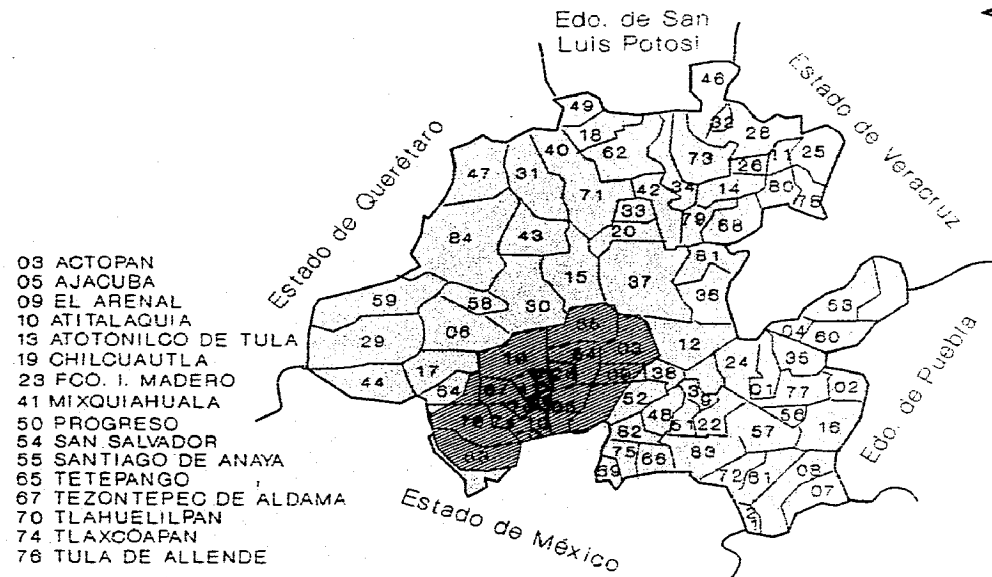 Edo. de San
Luis Potosi
Estado de Veracruz
Estado de Querétaro
Edo. de Puebla
Estado de México
03 ACTOPAN
05 AJACUBA
09 EL ARENAL
10 ATITALAQUIA
13 ATOTONILCO DE TULA
19 CHILCUAUTLA
23 FCO. I. MADERO
41 MIXQUIAHUALA
50 PROGRESO
54 SAN SALVADOR
55 SANTIAGO DE ANAYA
65 TETEPANGO
67 TEZONTEPEC DE ALDAMA
70 TLAHUELILPAN
74 TLAXCOAPAN
76 TULA DE ALLENDE
46
49
32
18
28
40
62
73
11
25
26
47
31
71
42
34
14
80
33
79
68
20
84
43
81
15
37
36
59
58
30
53
06
04
60
29
12
24
35
17
38
01
77
02
44
64
52
48
51
22
56
57
16
62
83
75
66
69
72
61
08
07